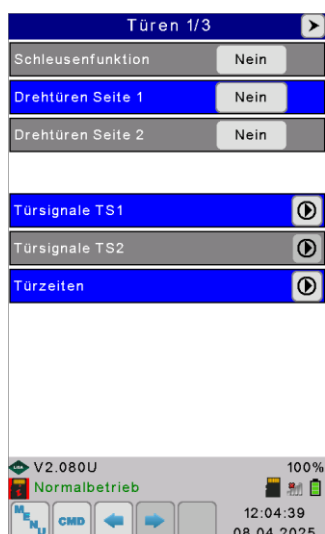 Türen 1/3
Schleusenfunktion Nein
Drehtüren Seite 1 Nein
Drehtüren Seite 2 Nein
Türsignale TS1
Türsignale TS2
Türzeiten
V2.080U 100%
Normalbetrieb
MENU CMD 12:04:39
08.04.2025